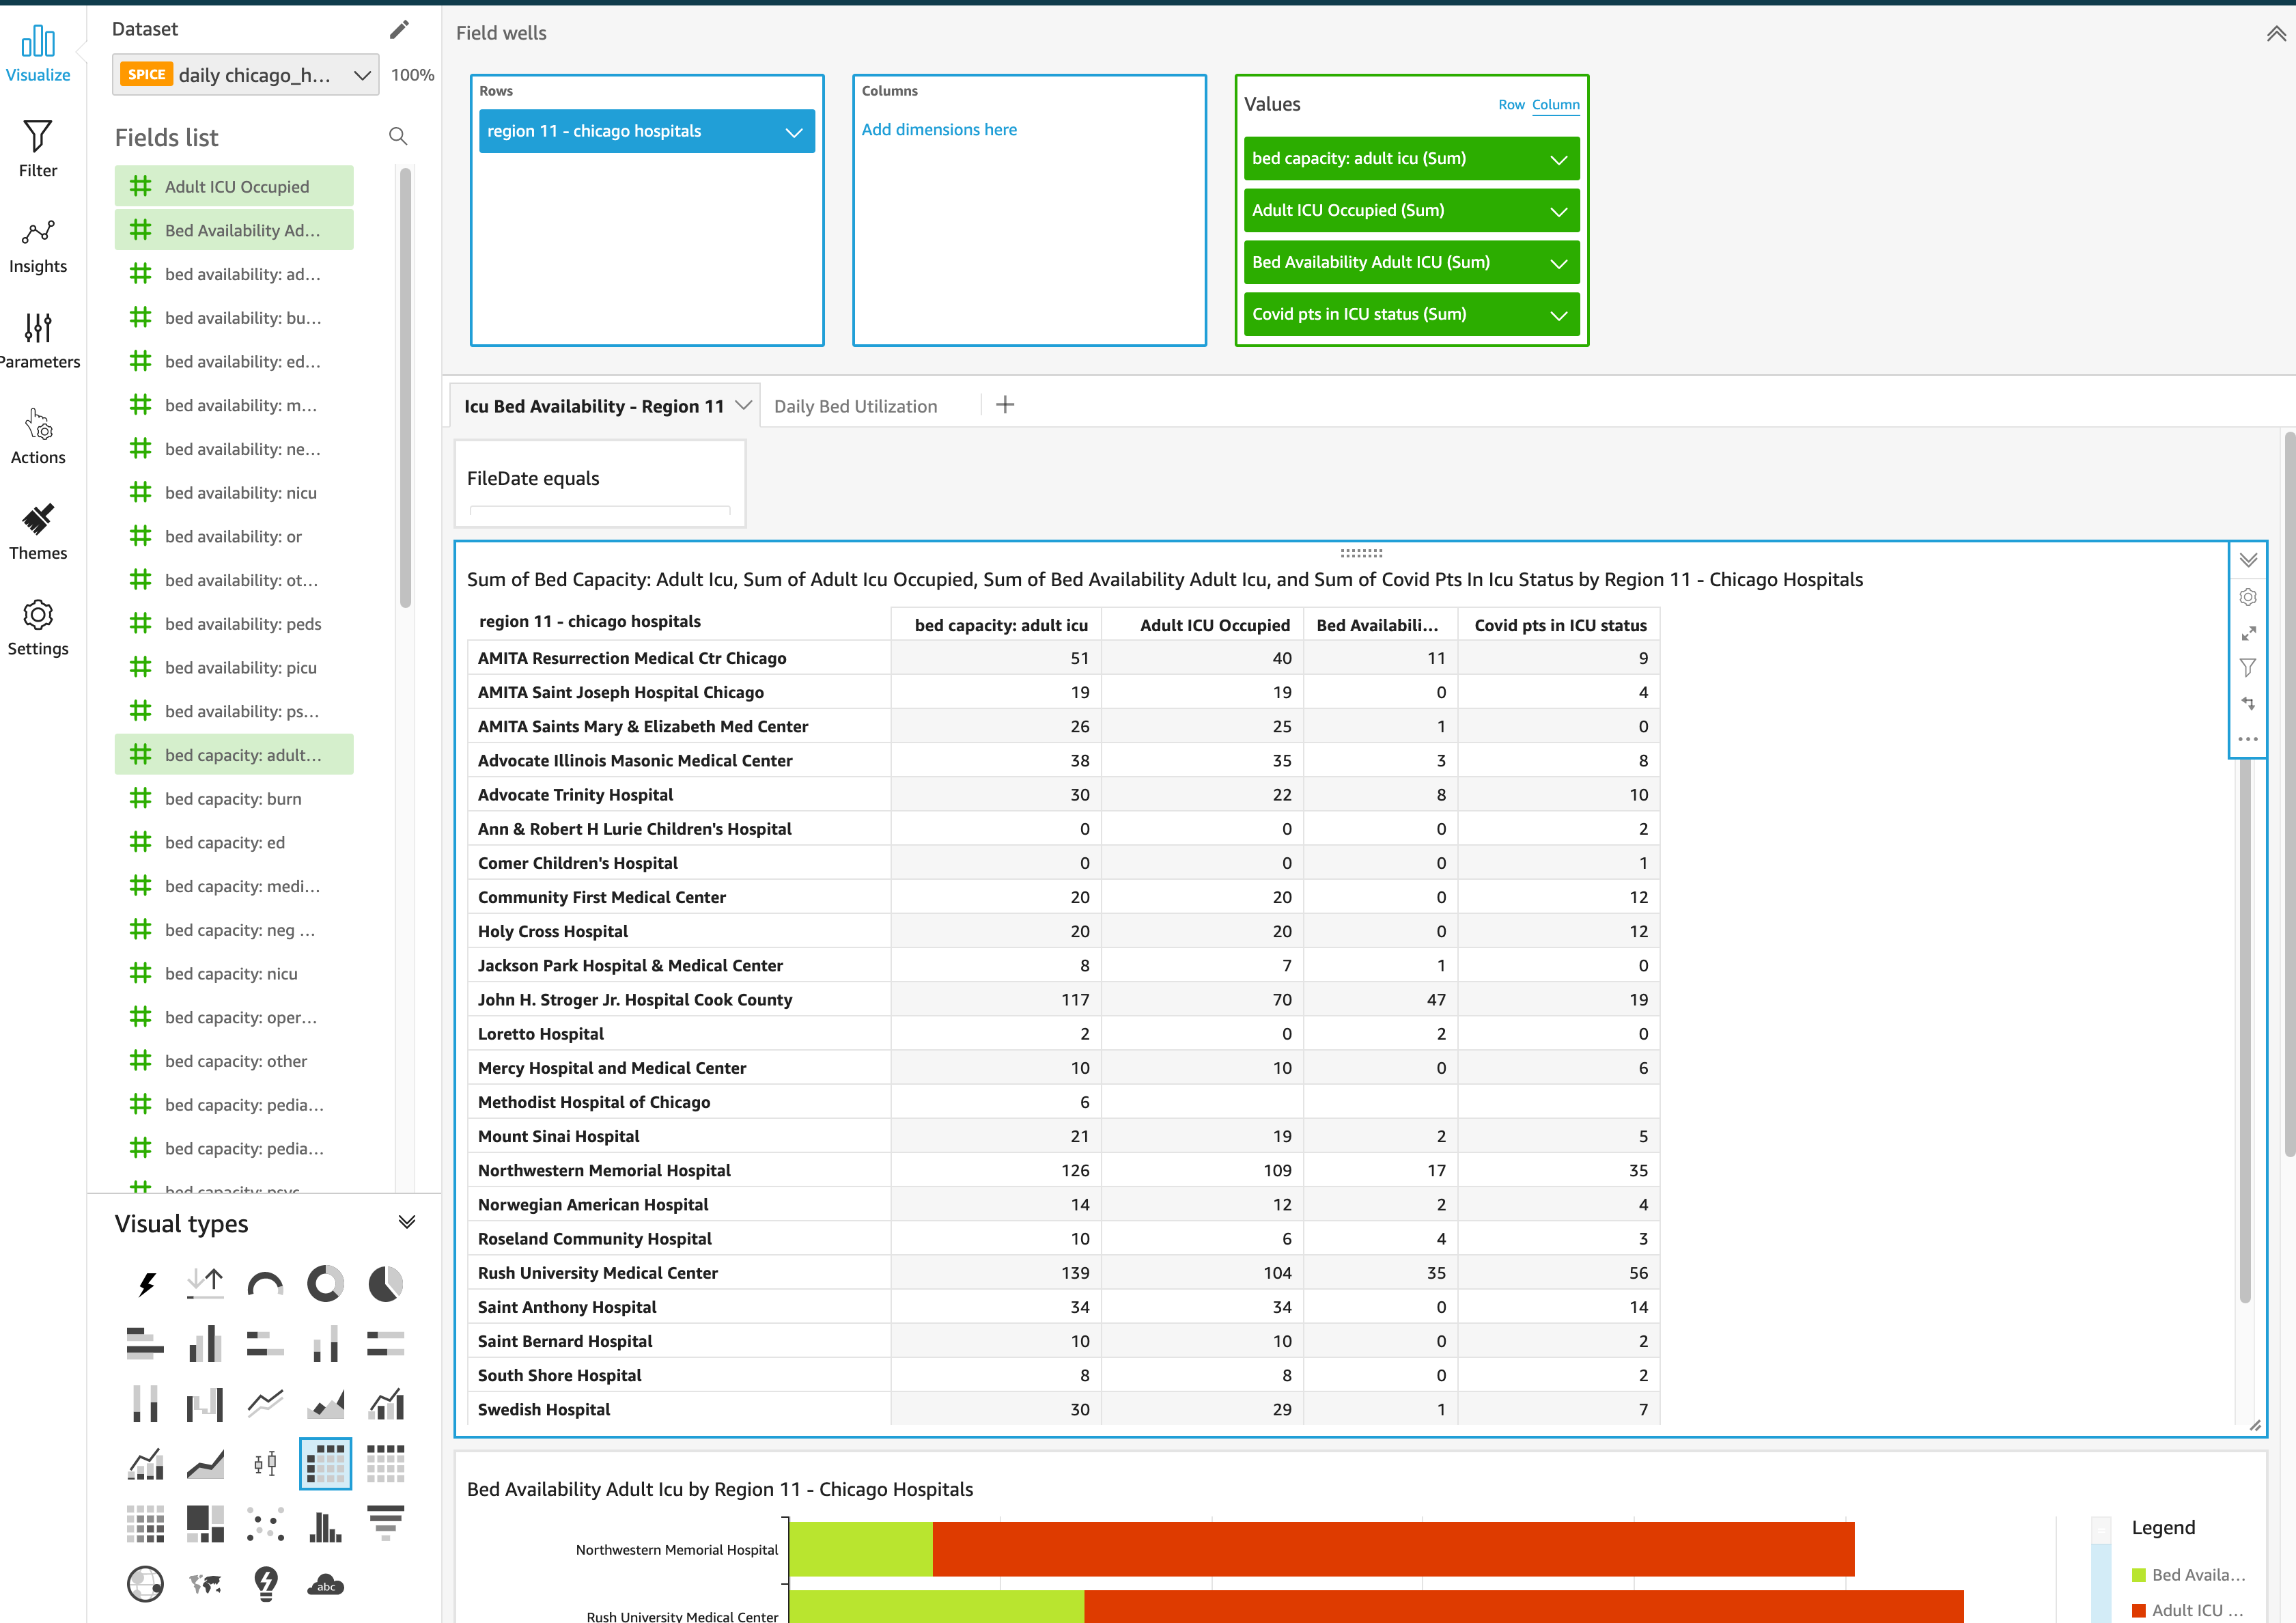 Visualize
Filter
Insights
Parameters
Actions
Themes
Settings
Dataset
SPICE daily chicago_h... 100%
Fields list
Adult ICU Occupied
Bed Availability Ad...
bed availability: ad...
bed availability: bu...
bed availability: ed...
bed availability: m...
bed availability: ne...
bed availability: nicu
bed availability: or
bed availability: ot...
bed availability: peds
bed availability: picu
bed availability: ps...
bed capacity: adult...
bed capacity: burn
bed capacity: ed
bed capacity: medi...
bed capacity: neg ...
bed capacity: nicu
bed capacity: oper...
bed capacity: other
bed capacity: pedia...
bed capacity: pedia...
bed capacity: psyc
Visual types
abc
Field wells
Rows
region 11 - chicago hospitals
Columns
Add dimensions here
Values Row Column
bed capacity: adult icu (Sum)
Adult ICU Occupied (Sum)
Bed Availability Adult ICU (Sum)
Covid pts in ICU status (Sum)
Icu Bed Availability - Region 11 Daily Bed Utilization
FileDate equals
Sum of Bed Capacity: Adult Icu, Sum of Adult Icu Occupied, Sum of Bed Availability Adult Icu, and Sum of Covid Pts In Icu Status by Region 11 - Chicago Hospitals
region 11 - chicago hospitals bed capacity: adult icu Adult ICU Occupied Bed Availabili... Covid pts in ICU status
AMITA Resurrection Medical Ctr Chicago 51 40 11 9
AMITA Saint Joseph Hospital Chicago 19 19 0 4
AMITA Saints Mary & Elizabeth Med Center 26 25 1 0
Advocate Illinois Masonic Medical Center 38 35 3 8
Advocate Trinity Hospital 30 22 8 10
Ann & Robert H Lurie Children's Hospital 0 0 0 2
Comer Children's Hospital 0 0 0 1
Community First Medical Center 20 20 0 12
Holy Cross Hospital 20 20 0 12
Jackson Park Hospital & Medical Center 8 7 1 0
John H. Stroger Jr. Hospital Cook County 117 70 47 19
Loretto Hospital 2 0 2 0
Mercy Hospital and Medical Center 10 10 0 6
Methodist Hospital of Chicago 6
Mount Sinai Hospital 21 19 2 5
Northwestern Memorial Hospital 126 109 17 35
Norwegian American Hospital 14 12 2 4
Roseland Community Hospital 10 6 4 3
Rush University Medical Center 139 104 35 56
Saint Anthony Hospital 34 34 0 14
Saint Bernard Hospital 10 10 0 2
South Shore Hospital 8 8 0 2
Swedish Hospital 30 29 1 7
Bed Availability Adult Icu by Region 11 - Chicago Hospitals
Northwestern Memorial Hospital
Rush University Medical Center
Legend
Bed Availa...
Adult ICU ...